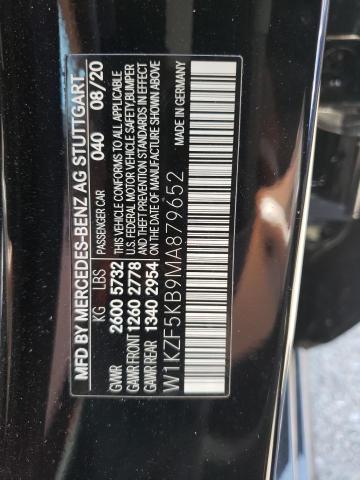 MFD BY MERCEDES-BENZ AG STUTTGART
PASSENGER CAR 040 08/20
KG LBS
GVWR 2600 5732
GAWR FRONT 1260 2778
GAWR REAR 1340 2954
THIS VEHICLE CONFORMS TO ALL APPLICABLE
U.S. FEDERAL MOTOR VEHICLE SAFETY,BUMPER
AND THEFT PREVENTION STANDARDS IN EFFECT
ON THE DATE OF MANUFACTURE SHOWN ABOVE
W1KZF5KB9MA879652
MADE IN GERMANY